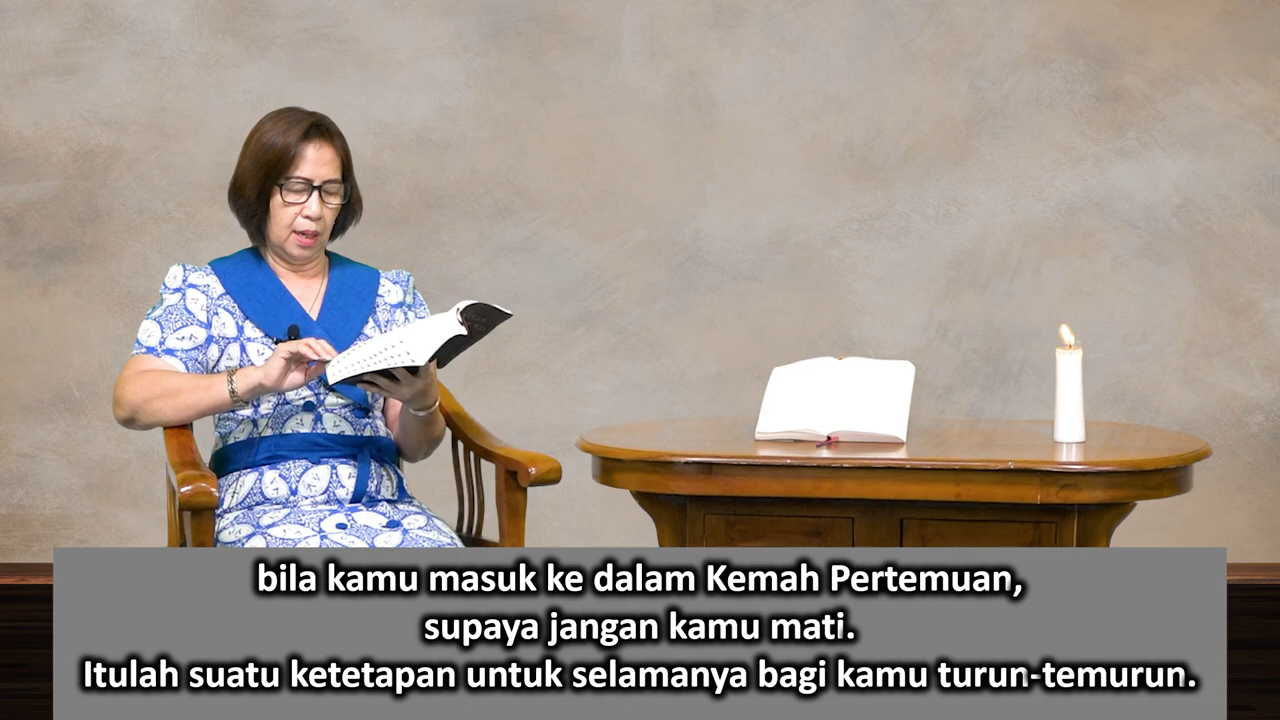 bila kamu masuk ke dalam Kemah Pertemuan,
supaya jangan kamu mati.
Itulah suatu ketetapan untuk selamanya bagi kamu turun-temurun.